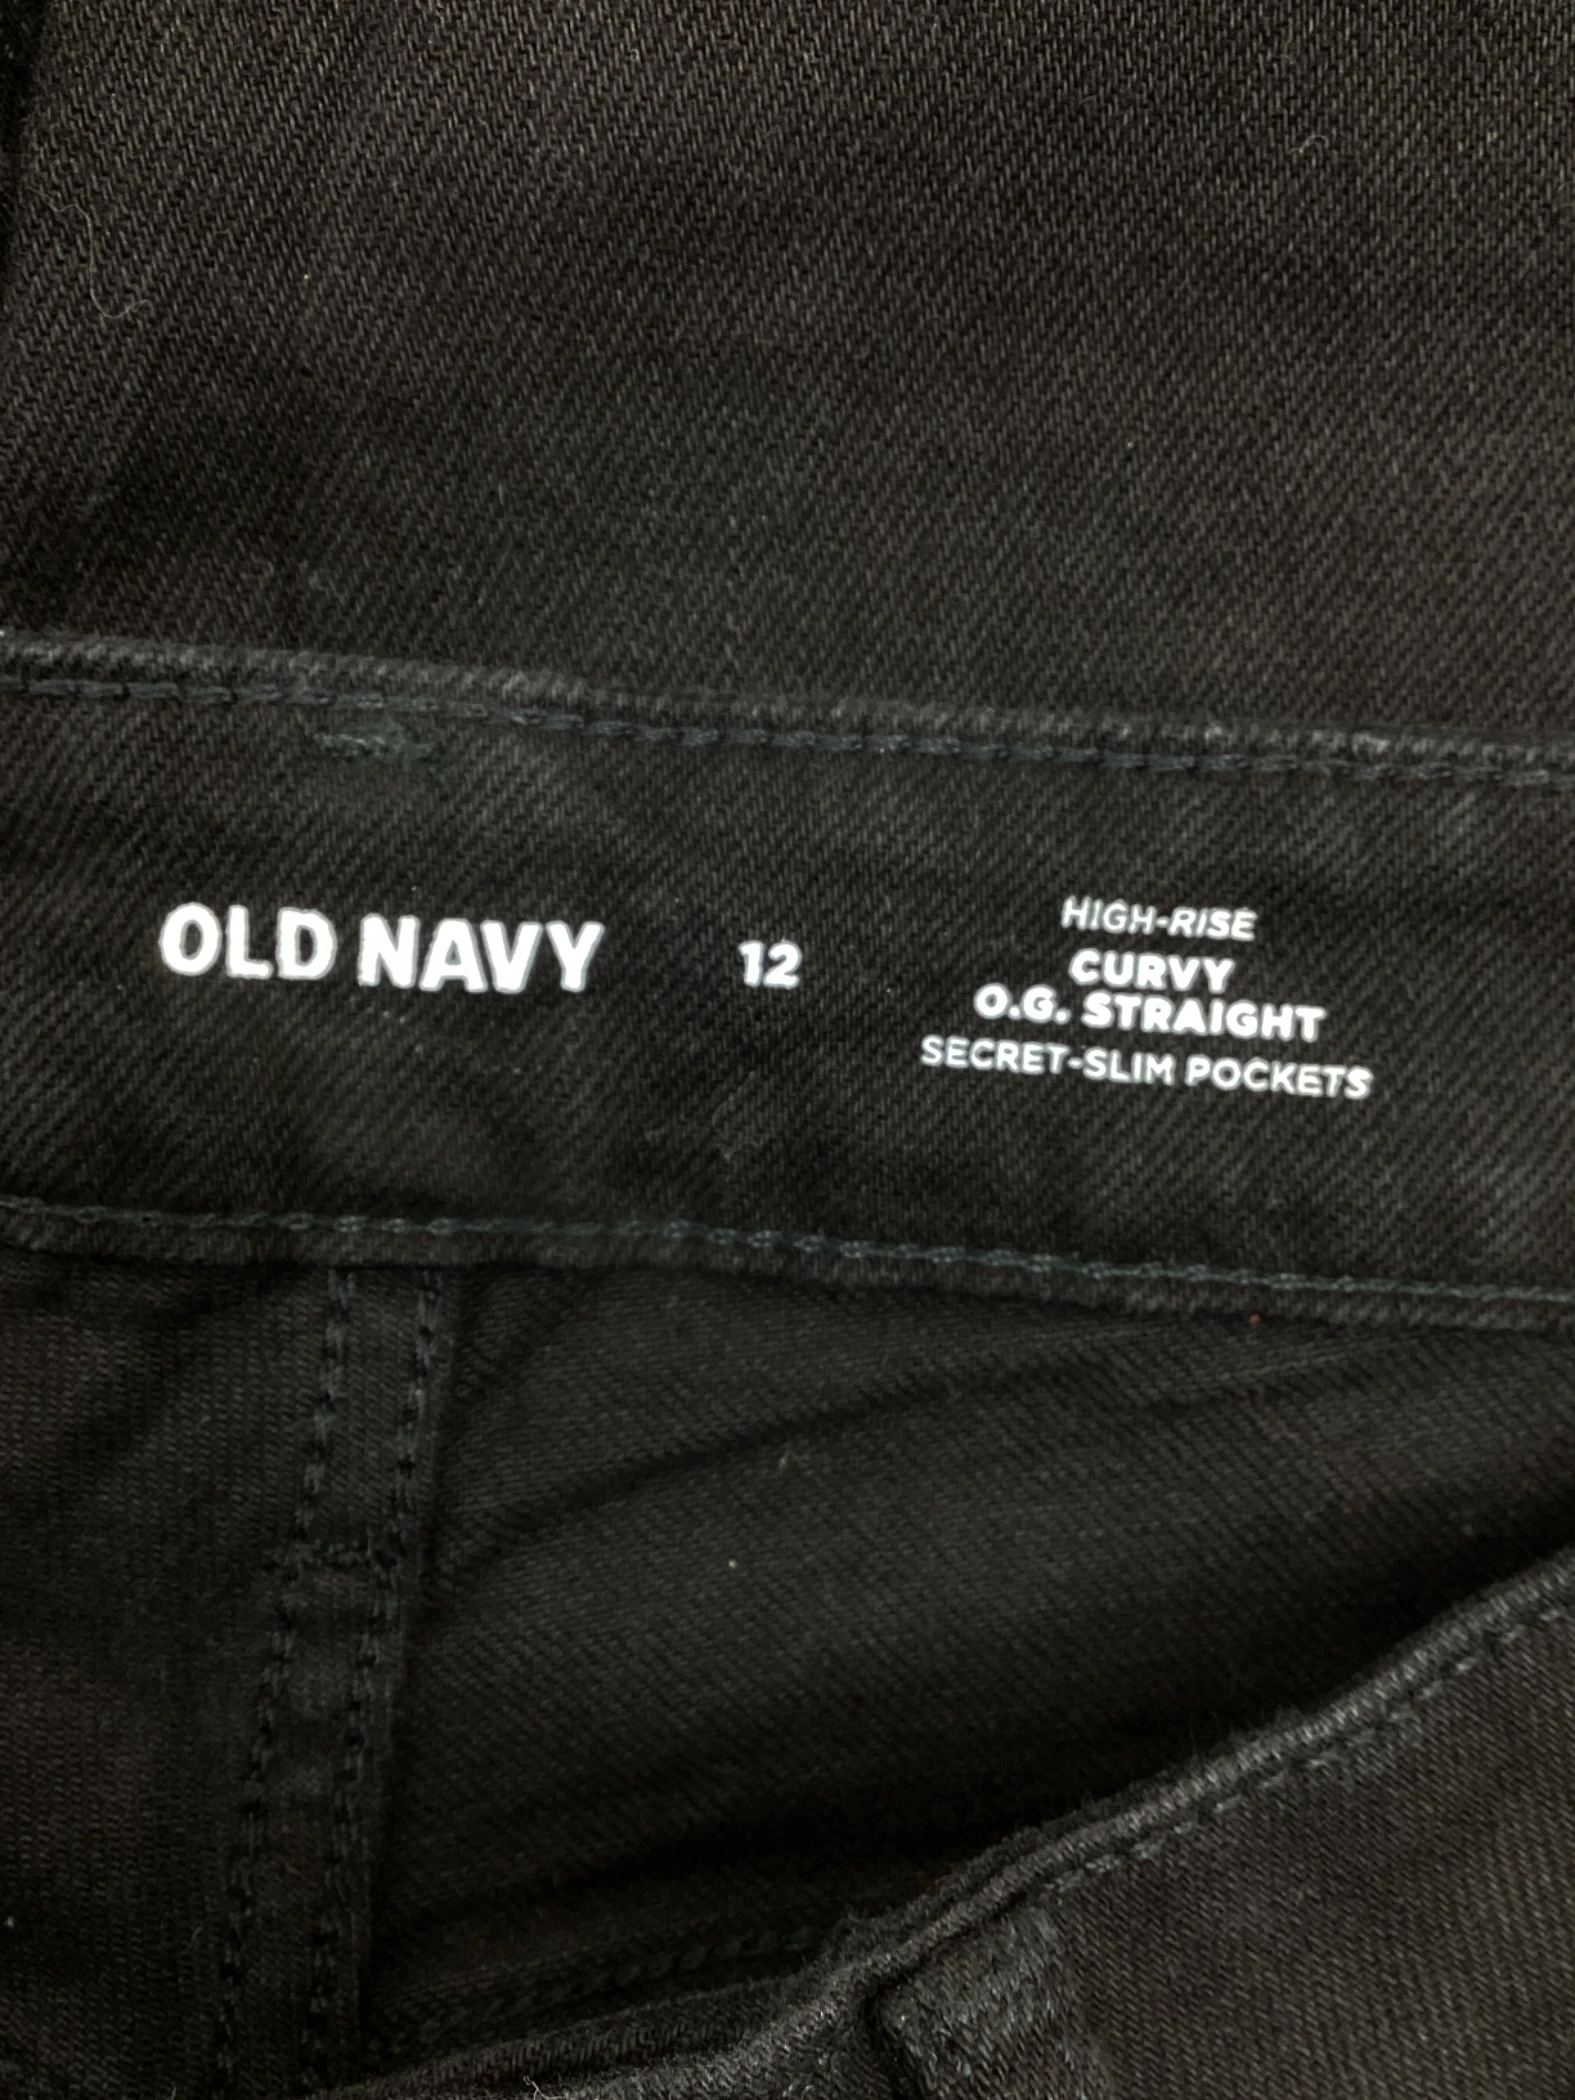 OLD NAVY
12
HIGH-RISE
CURVY
O.G. STRAIGHT
SECRET-SLIM POCKETS